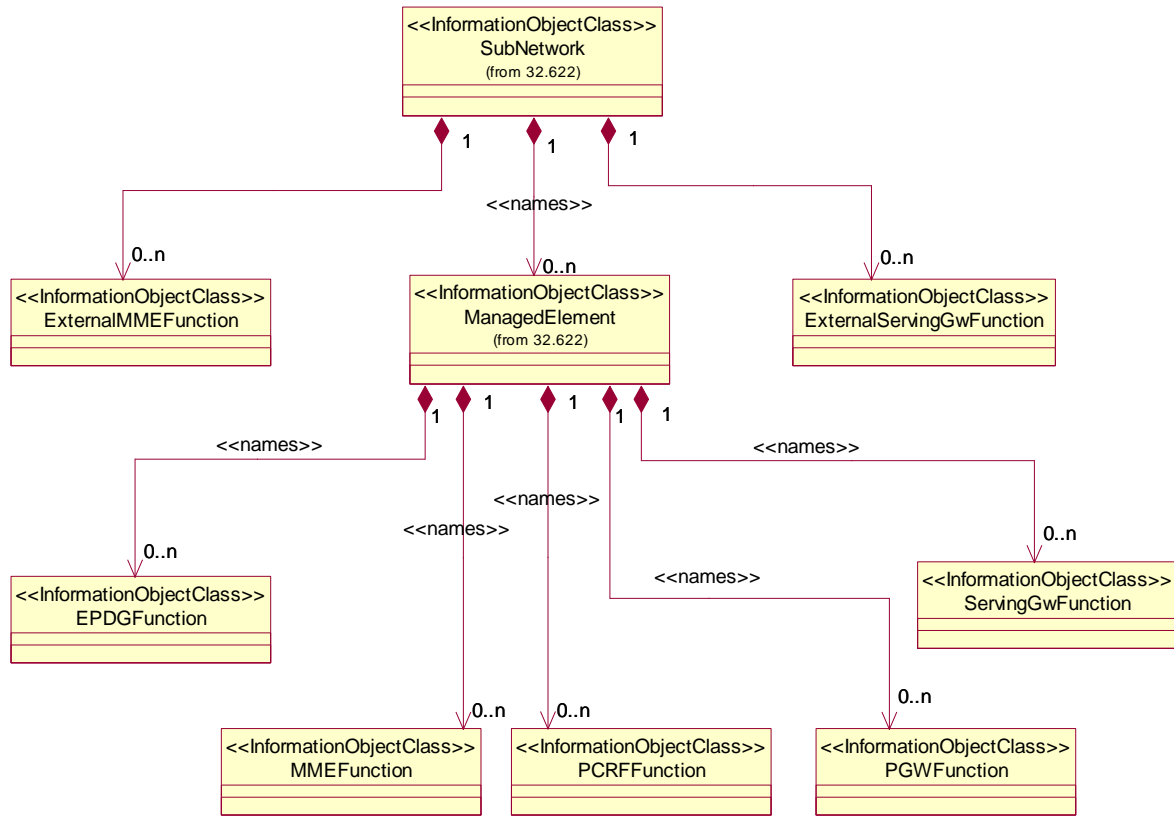 <<InformationObjectClass>>
SubNetwork
(from 32.622)
1
1
1
<<names>>
0..n
0..n
0..n
<<InformationObjectClass>>
ExternalMMEFunction
<<InformationObjectClass>>
ManagedElement
(from 32.622)
<<InformationObjectClass>>
ExternalServingGwFunction
1
1
1
1
1
<<names>>
<<names>>
<<names>>
<<names>>
<<names>>
0..n
0..n
<<InformationObjectClass>>
EPDGFunction
<<InformationObjectClass>>
ServingGwFunction
0..n
0..n
0..n
<<InformationObjectClass>>
MMEFunction
<<InformationObjectClass>>
PCRFFunction
<<InformationObjectClass>>
PGWFunction